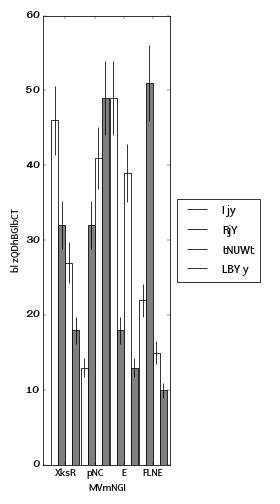 60
50
40
30
20
10
0
bl zQDhBGlbCT
XksR pNC E FLNE
MVmNGl
l jy
RjY
tNUWt
LBY y